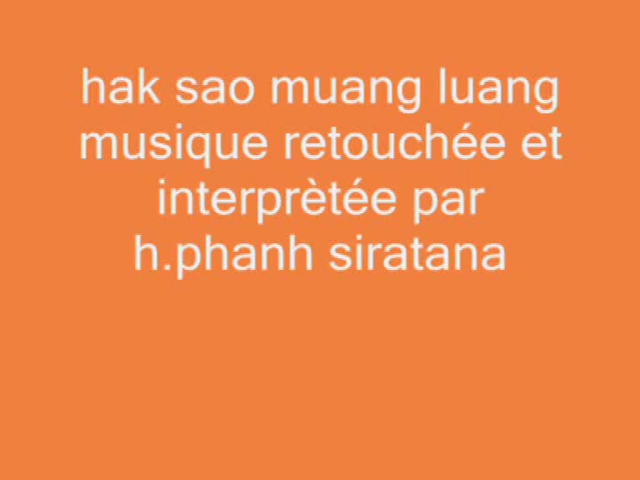 hak sao muang luang
musique retouchée et
interprètée par
h.phanh siratana